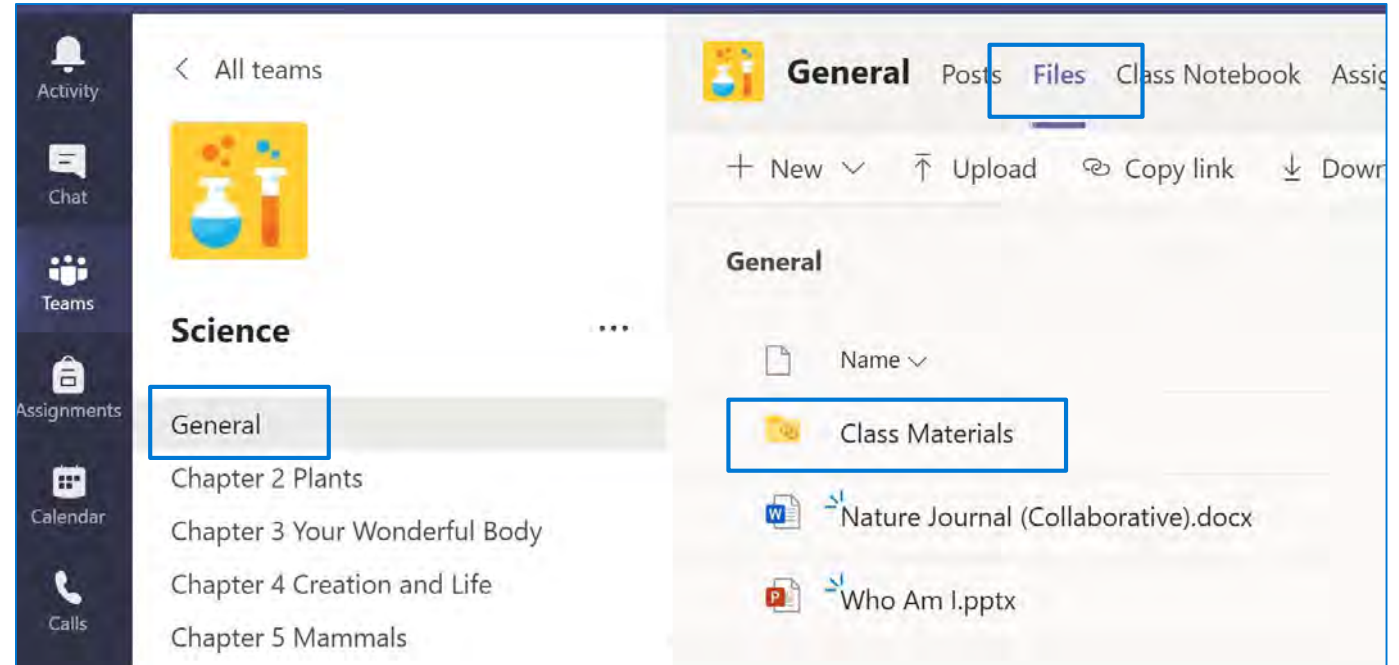 Activity
Chat
Teams
Assignments
Calendar
Calls
All teams
Science
General
Chapter 2 Plants
Chapter 3 Your Wonderful Body
Chapter 4 Creation and Life
Chapter 5 Mammals
General Posts Files Class Notebook Assig
New Upload Copy link Down
General
Name
Class Materials
Nature Journal (Collaborative).docx
Who Am I.pptx